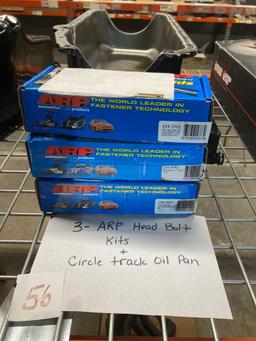 ARP
THE WORLD LEADER IN
FASTENER TECHNOLOGY
ARP
THE WORLD LEADER IN
FASTENER TECHNOLOGY
ARP
THE WORLD LEADER IN
FASTENER TECHNOLOGY
3- ARP Head Bolt
Kits
+
Circle track Oil Pan
56